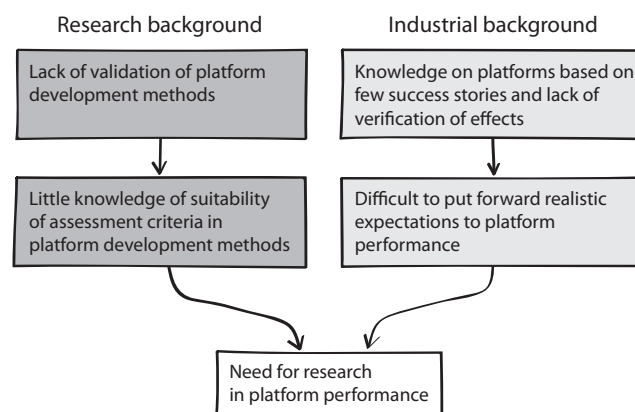 Research background
Lack of validation of platform
development methods
Little knowledge of suitability
of assessment criteria in
platform development methods
Industrial background
Knowledge on platforms based on
few success stories and lack of
verification of effects
Difficult to put forward realistic
expectations to platform
performance
Need for research
in platform performance